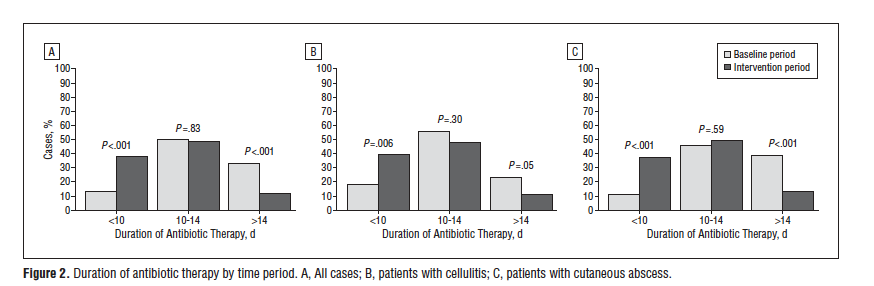 A
Cases, %
100
90
80
70
60
50
40
30
20
10
0
P<.001
P=.83
P<.001
<10
10-14
>14
Duration of Antibiotic Therapy, d
B
100
90
80
70
60
50
40
30
20
10
0
P=.006
P=.30
P=.05
<10
10-14
>14
Duration of Antibiotic Therapy, d
C
Baseline period
Intervention period
100
90
80
70
60
50
40
30
20
10
0
P<.001
P=.59
P<.001
<10
10-14
>14
Duration of Antibiotic Therapy, d
Figure 2. Duration of antibiotic therapy by time period. A, All cases; B, patients with cellulitis; C, patients with cutaneous abscess.